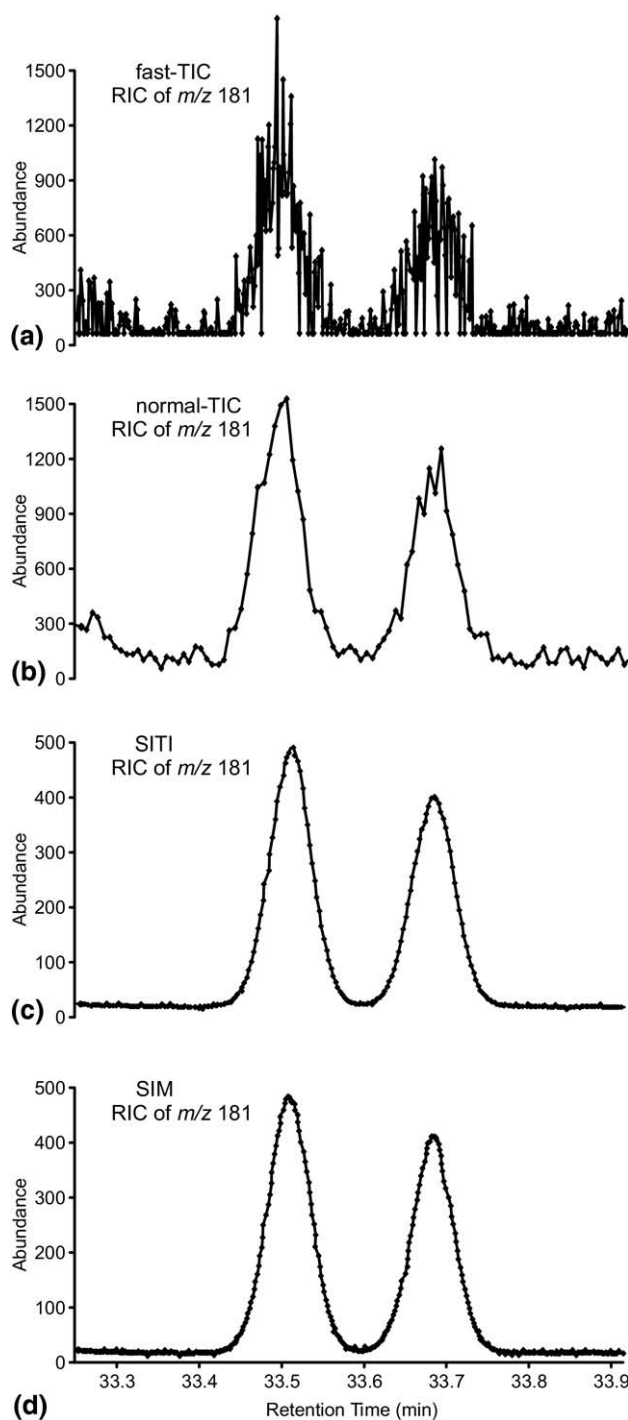 fast-TIC
RIC of m/z 181
Abundance
1500
1200
900
600
300
0
(a)
normal-TIC
RIC of m/z 181
Abundance
1500
1200
900
600
300
0
(b)
SITI
RIC of m/z 181
Abundance
500
400
300
200
100
0
(c)
SIM
RIC of m/z 181
Abundance
500
400
300
200
100
0
33.3 33.4 33.5 33.6 33.7 33.8 33.9
(d)
Retention Time (min)